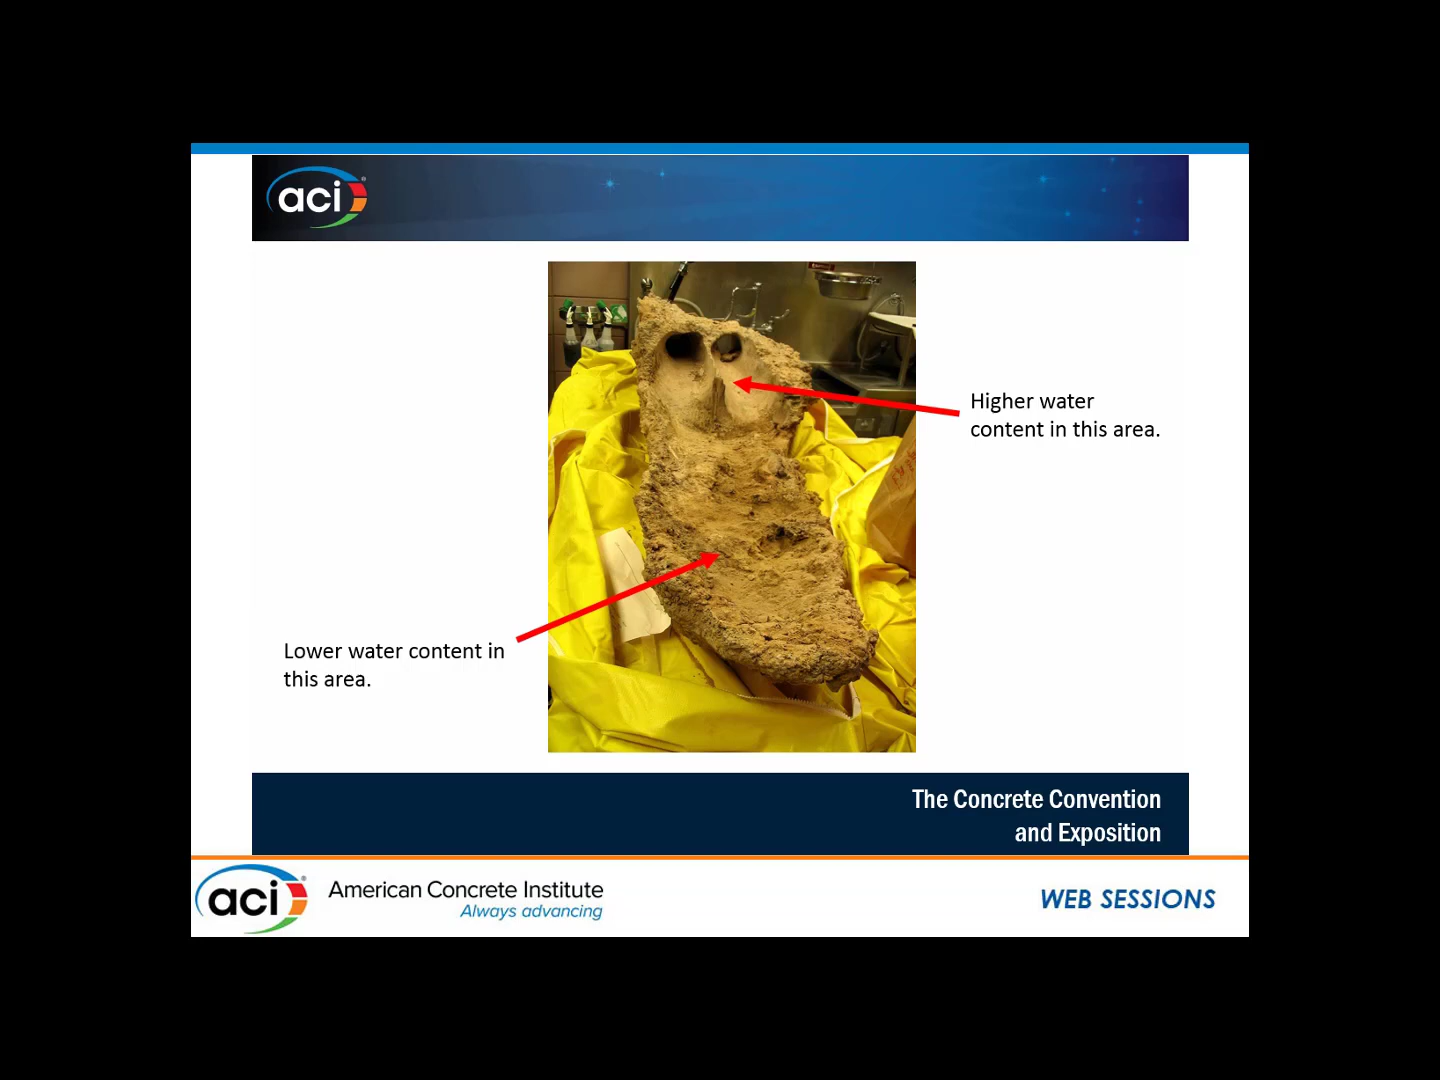 aci
Higher water
content in this area.
Lower water content in
this area.
The Concrete Convention
and Exposition
aci
American Concrete Institute
Always advancing
WEB SESSIONS